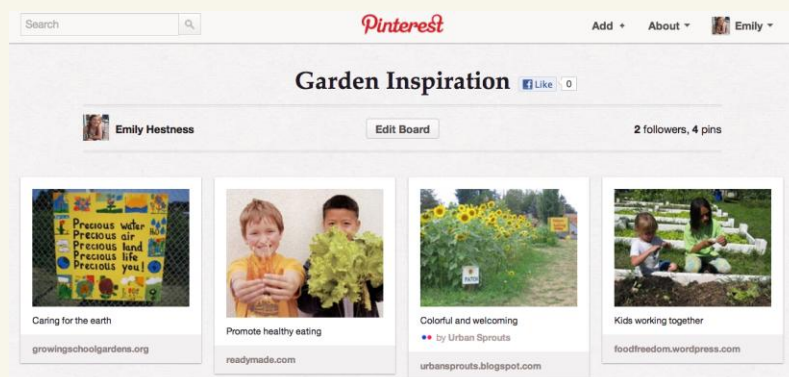 Search
Pinterest
Add +
About
Emily
Garden Inspiration
Like
0
Emily Hestness
Edit Board
2 followers, 4 pins
Precious water
Precious air
Precious land
Precious life
Precious you!
Caring for the earth
growingschoolgardens.org
Promote healthy eating
readymade.com
Colorful and welcoming
by Urban Sprouts
urbansprouts.blogspot.com
Kids working together
foodfreedom.wordpress.com